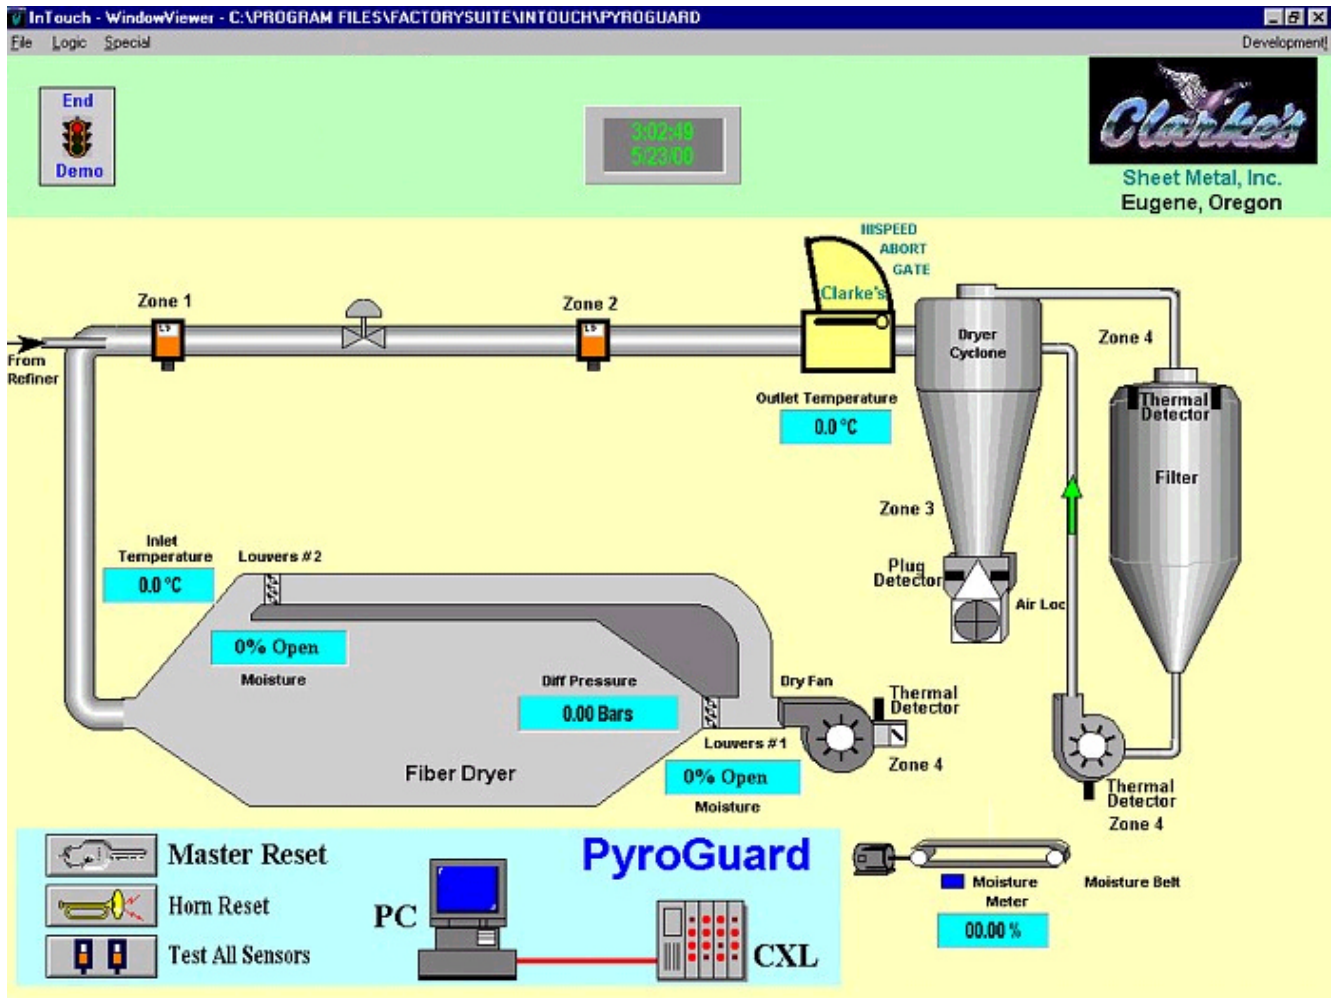 InTouch - WindowViewer - C:\PROGRAM FILES\FACTORYSUITE\INTOUCH\PYROGUARD
File Logic Special
Development!
End
Demo
3:02:49
5/23/00
Clarke's
Sheet Metal, Inc.
Eugene, Oregon
SPEED
ABORT
GATE
Clarke's
Zone 1
Zone 2
From
Refiner
Dryer
Cyclone
Zone 4
Outlet Temperature
0.0 °C
Thermal
Detector
Filter
Zone 3
Plug
Detector
Air Loc
Inlet
Temperature
0.0 °C
Louvers #2
0% Open
Moisture
Diff Pressure
0.00 Bars
Dry Fan
Thermal
Detector
Zone 4
Louvers #1
0% Open
Moisture
Fiber Dryer
Thermal
Detector
Zone 4
Master Reset
Horn Reset
Test All Sensors
PyroGuard
PC
CXL
Moisture
Meter
00.00 %
Moisture Belt